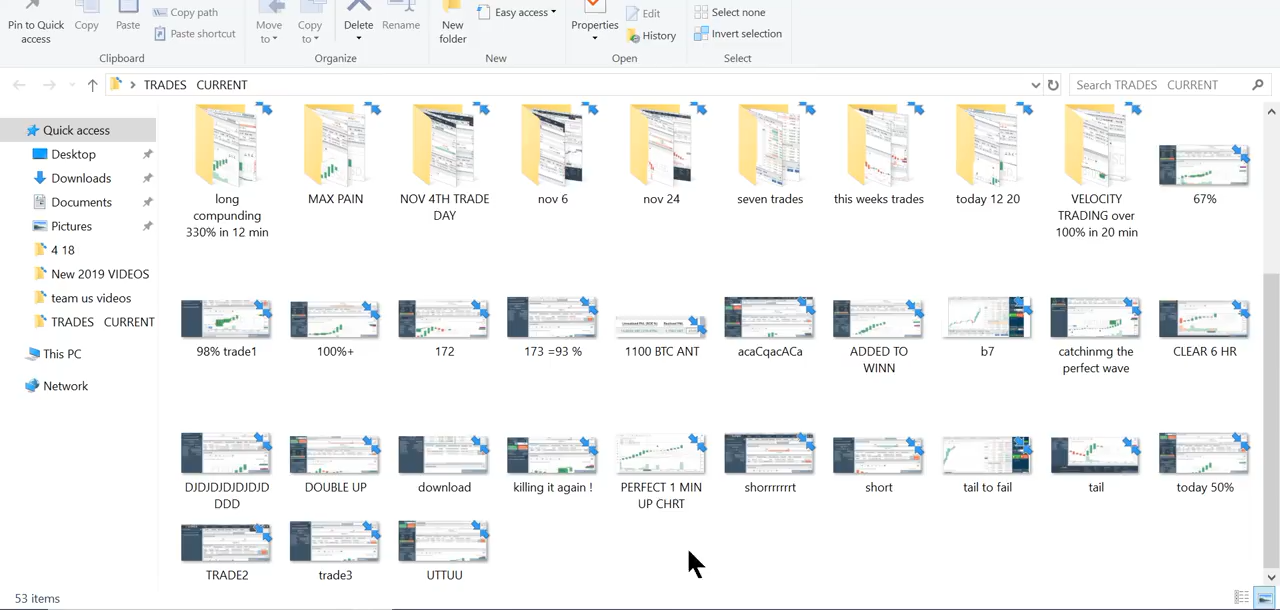 Pin to Quick
access
Copy
Paste
Copy path
Paste shortcut
Clipboard
Move
to
Copy
to
Delete
Rename
Organize
New
folder
Easy access
New
Properties
Edit
History
Open
Select none
Invert selection
Select
TRADES CURRENT
Search TRADES CURRENT
Quick access
Desktop
Downloads
Documents
Pictures
4 18
New 2019 VIDEOS
team us videos
TRADES CURRENT
This PC
Network
long
compunding
330% in 12 min
MAX PAIN
NOV 4TH TRADE
DAY
nov 6
nov 24
seven trades
this weeks trades
today 12 20
VELOCITY
TRADING over
100% in 20 min
67%
98% trade1
100%+
172
173 =93 %
1100 BTC ANT
acaCqacACa
ADDED TO
WINN
b7
catchinmg the
perfect wave
CLEAR 6 HR
DJDJDJDJDJDJD
DDD
DOUBLE UP
download
killing it again !
PERFECT 1 MIN
UP CHRT
shorrrrrrrt
short
tail to fail
tail
today 50%
TRADE2
trade3
UTTUU
53 items